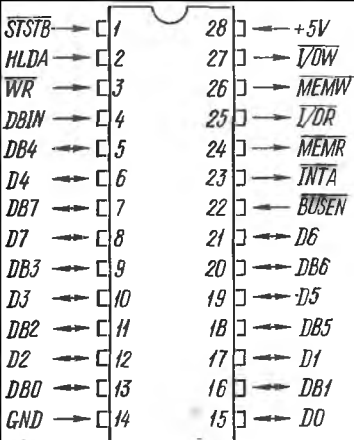 STSTB 1 28 +5V
HLDA 2 27 I/OW
WR 3 26 MEMW
DBIN 4 25 I/OR
DB4 5 24 MEMR
D4 6 23 INTA
DB7 7 22 BUSEN
D7 8 21 D6
DB3 9 20 DB6
D3 10 19 D5
DB2 11 18 DB5
D2 12 17 D1
DB0 13 16 DB1
GND 14 15 D0